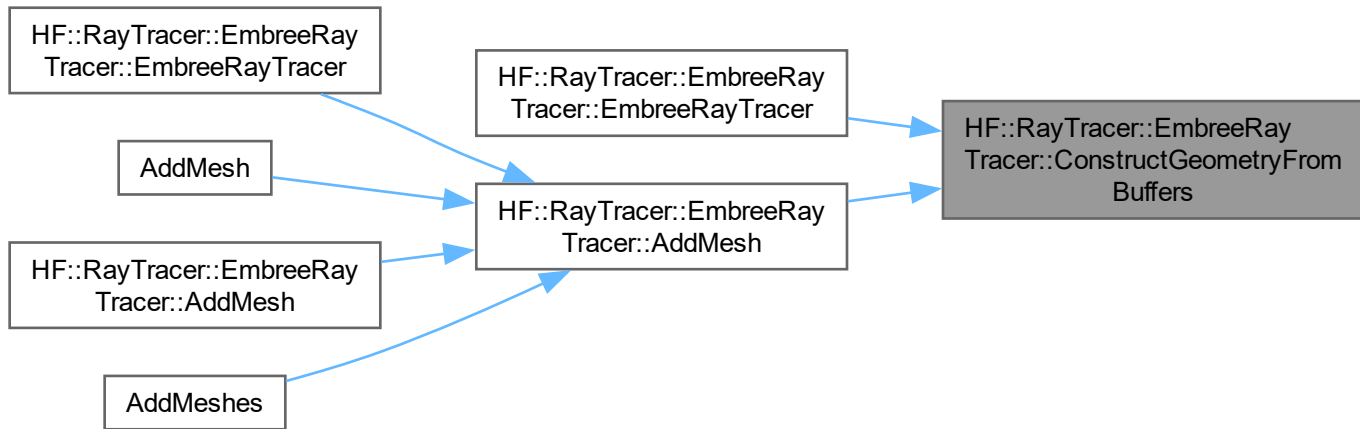 HF::RayTracer::EmbreeRay
Tracer::EmbreeRayTracer
AddMesh
HF::RayTracer::EmbreeRay
Tracer::AddMesh
AddMeshes
HF::RayTracer::EmbreeRay
Tracer::EmbreeRayTracer
HF::RayTracer::EmbreeRay
Tracer::AddMesh
HF::RayTracer::EmbreeRay
Tracer::ConstructGeometryFrom
Buffers